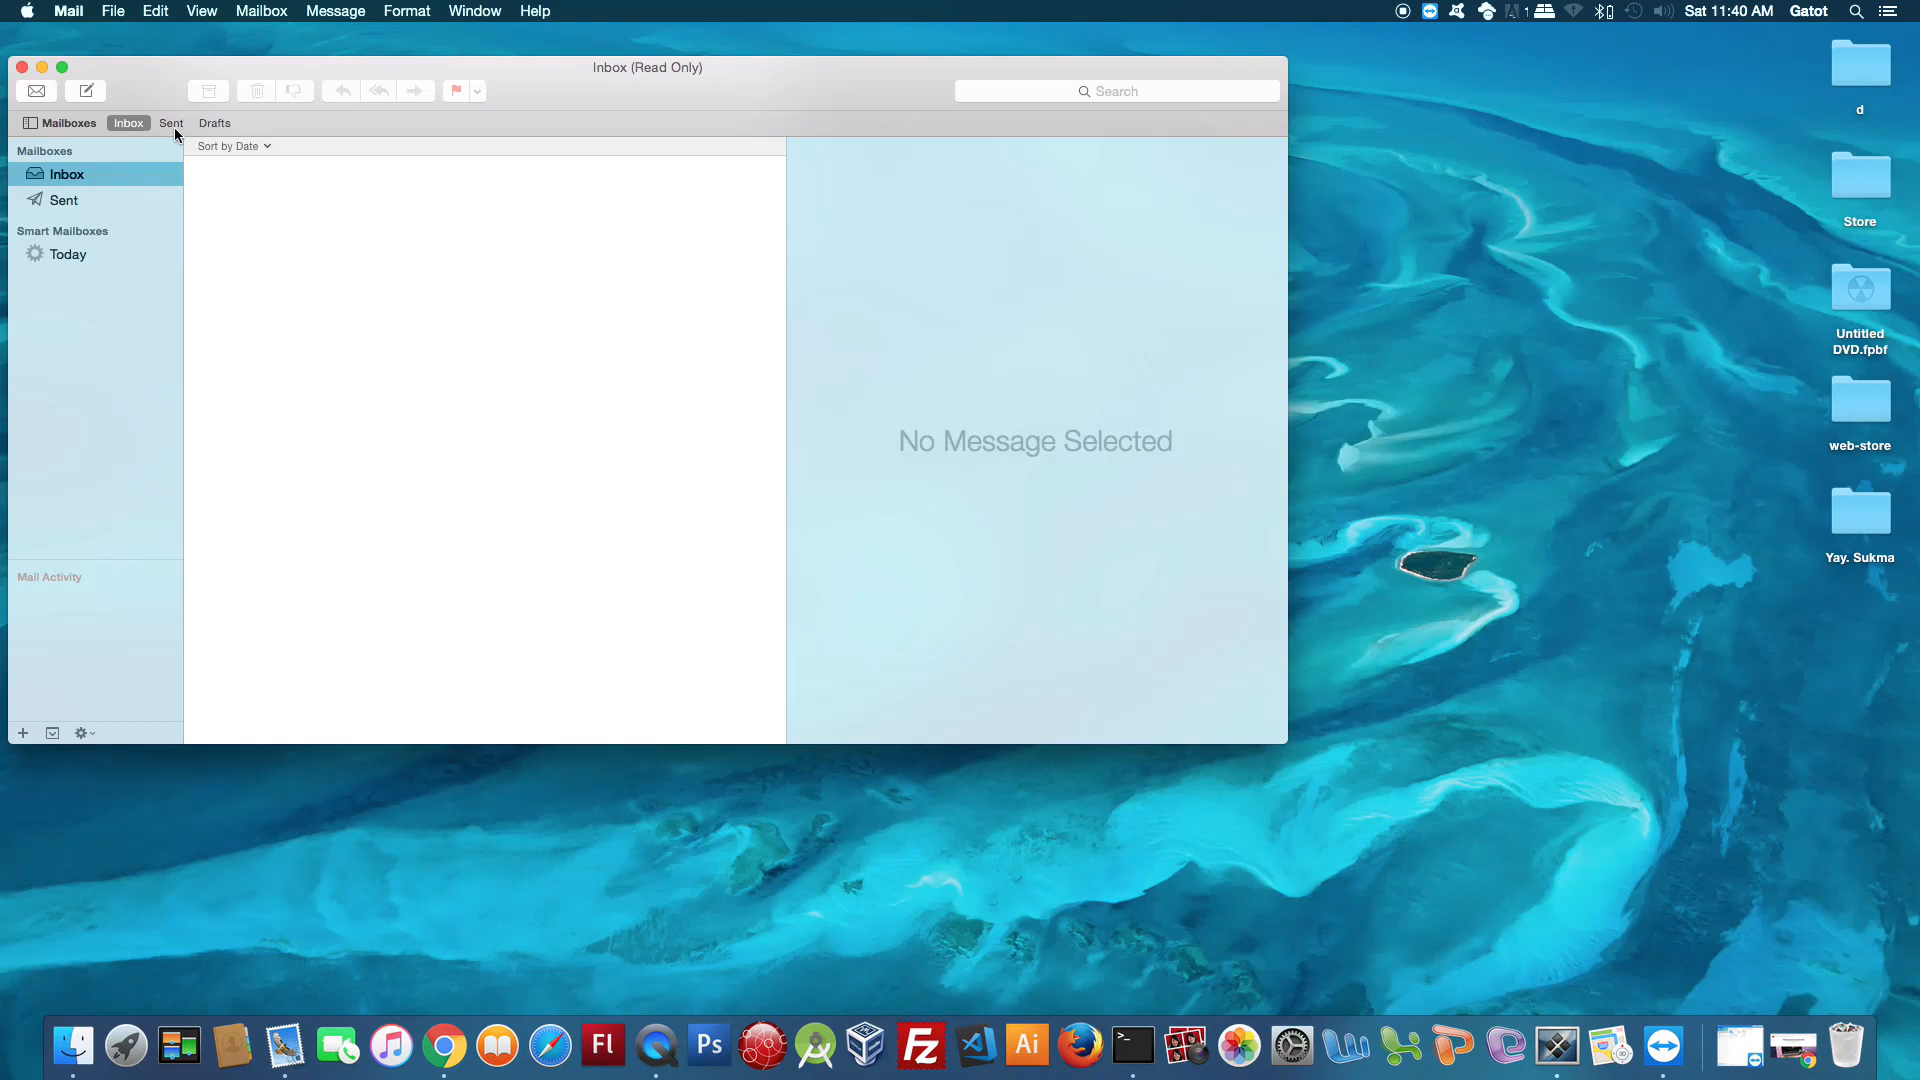 Mail File Edit View Mailbox Message Format Window Help
1 Sat 11:40 AM Gatot
Inbox (Read Only)
Search
Mailboxes Inbox Sent Drafts
Mailboxes
Inbox
Sent
Smart Mailboxes
Today
Mail Activity
Sort by Date
No Message Selected
d
Store
Untitled
DVD.fpbf
web-store
Yay. Sukma
Fl
Ps
Fz
Ai